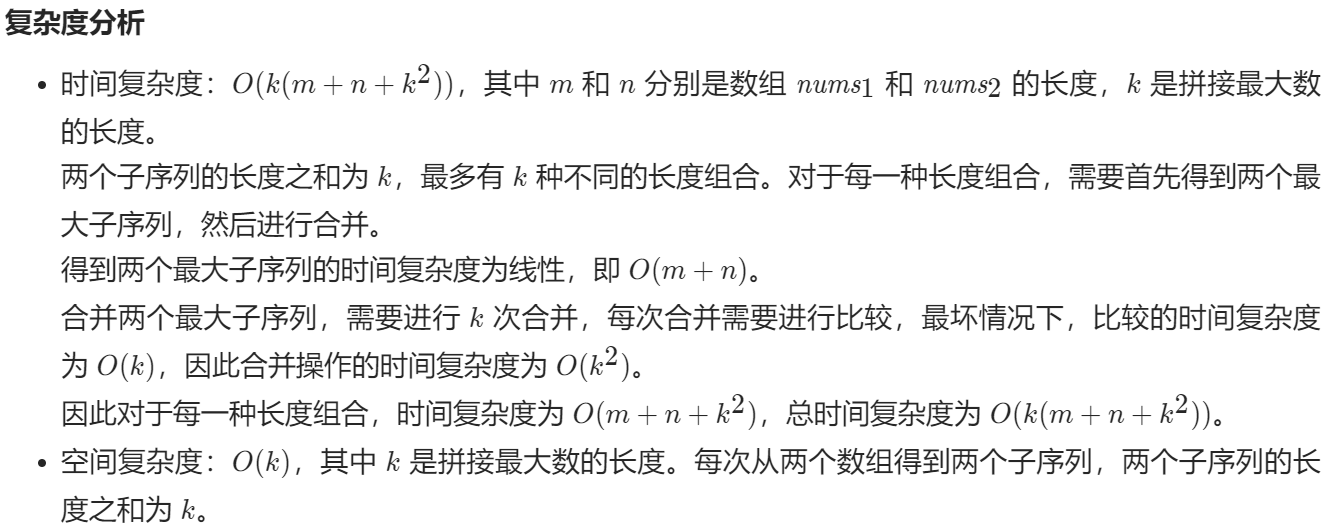 复杂度分析
• 时间复杂度：O(k(m + n + k²))，其中 m 和 n 分别是数组 nums1 和 nums2 的长度，k 是拼接最大数
的长度。
两个子序列的长度之和为 k，最多有 k 种不同的长度组合。对于每一种长度组合，需要首先得到两个最
大子序列，然后进行合并。
得到两个最大子序列的时间复杂度为线性，即 O(m + n)。
合并两个最大子序列，需要进行 k 次合并，每次合并需要进行比较，最坏情况下，比较的时间复杂度
为 O(k)，因此合并操作的时间复杂度为 O(k²)。
因此对于每一种长度组合，时间复杂度为 O(m + n + k²)，总时间复杂度为 O(k(m + n + k²))。
• 空间复杂度：O(k)，其中 k 是拼接最大数的长度。每次从两个数组得到两个子序列，两个子序列的长
度之和为 k。